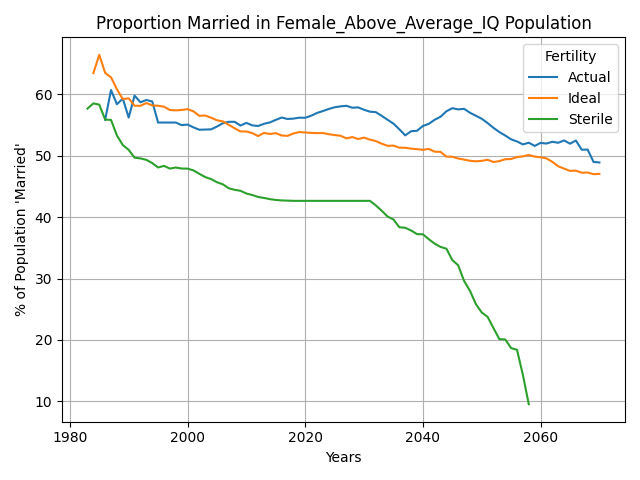 Proportion Married in Female_Above_Average_IQ Population
Fertility
Actual
Ideal
Sterile
% of Population 'Married'
60
50
40
30
20
10
1980
2000
2020
2040
2060
Years